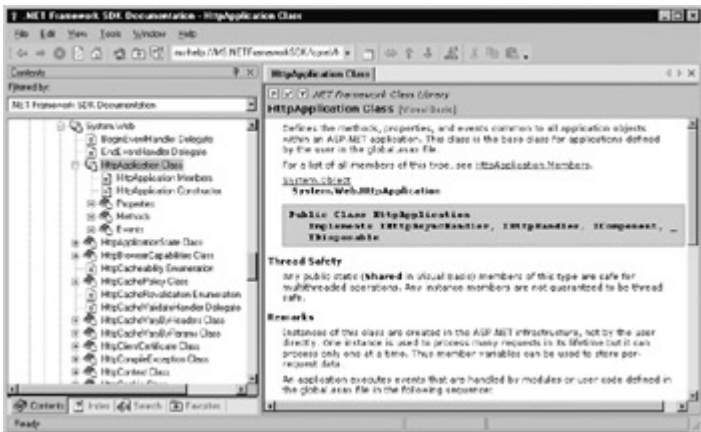 .NET Framework SDK Documentation - HttpApplication Class
File Edit View Tools Window Help
Contents
Filtered by:
.NET Framework SDK Documentation
System.Web
BeginEventHandler Delegate
EndEventHandler Delegate
HttpApplication Class
HttpApplication Members
HttpApplication Constructor
Properties
Methods
Events
HttpApplicationState Class
HttpBrowserCapabilities Class
HttpCacheability Enumeration
HttpCachePolicy Class
HttpCacheRevalidation Enumeration
HttpCacheValidateHandler Delegate
HttpCacheVaryByHeaders Class
HttpCacheVaryByParams Class
HttpClientCertificate Class
HttpCompileException Class
HttpContext Class
HttpCookie Class
Contents Index Search Favorites
Ready
HttpApplication Class
.NET Framework Class Library
HttpApplication Class [Visual Basic]
Defines the methods, properties, and events common to all application objects
within an ASP.NET application. This class is the base class for applications defined
by the user in the global.asax file.
For a list of all members of this type, see HttpApplication Members.
System.Object
System.Web.HttpApplication
Public Class HttpApplication
Implements IHttpAsyncHandler, IHttpHandler, IComponent, _
IDisposable
Thread Safety
Any public static (Shared in Visual Basic) members of this type are safe for
multithreaded operations. Any instance members are not guaranteed to be thread
safe.
Remarks
Instances of this class are created in the ASP.NET infrastructure, not by the user
directly. One instance is used to process many requests in its lifetime but it can
process only one at a time. Thus member variables can be used to store per-
request data.
An application executes events that are handled by modules or user code defined in
the global.asax file in the following sequence: